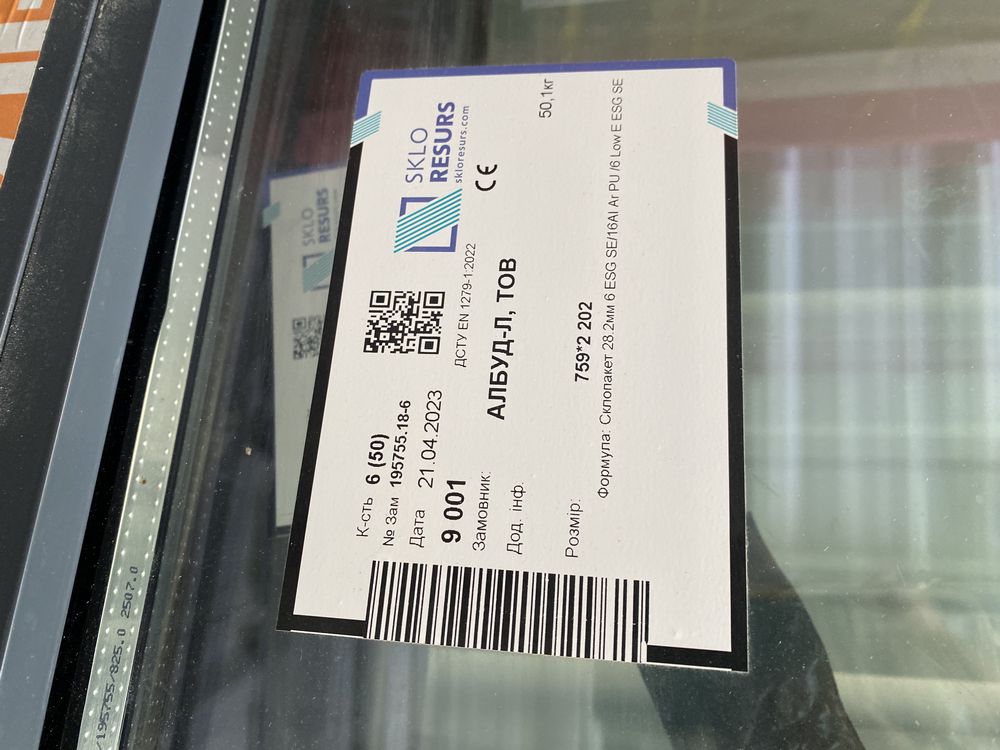 SKLO
RESURS
skloresurs.com
К-сть 6 (50)
№ Зам 195755.18-6
Дата 21.04.2023
9 001
ДСТУ EN 1279-1:2022
CE
Замовник: АЛБУД-Л, ТОВ
Дод. інф.
50,1кг
Розмір: 759*2 202
Формула: Склопакет 28.2мм 6 ESG SE/16Al Ar PU /6 Low E ESG SE
SKLO
RESURS
/195755/825.0 2507.0